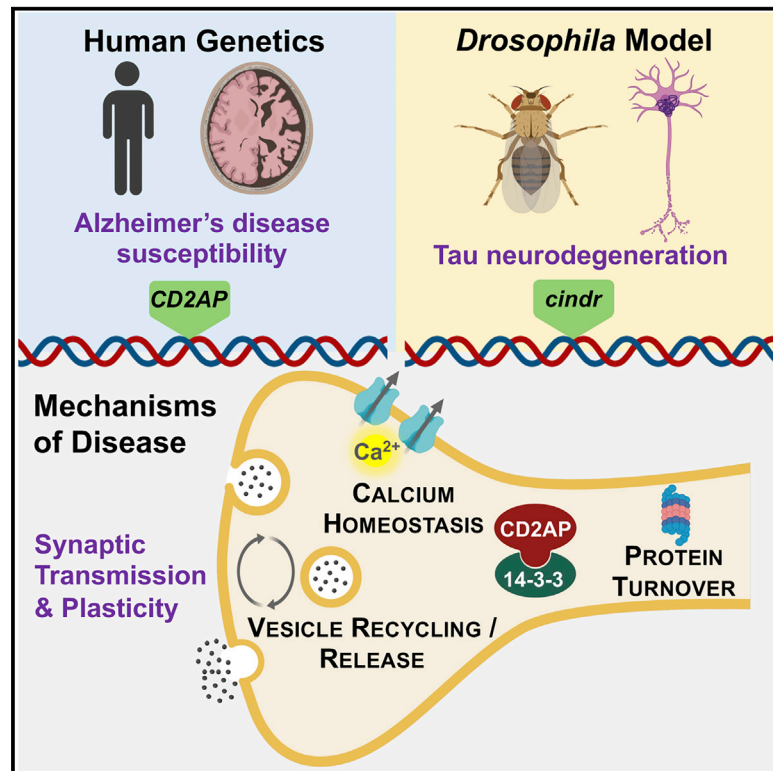 Human Genetics
Drosophila Model
Alzheimer's disease
susceptibility
Tau neurodegeneration
CD2AP
cindr
Mechanisms
of Disease
Ca²⁺
CALCIUM
HOMEOSTASIS
CD2AP
14-3-3
PROTEIN
TURNOVER
Synaptic
Transmission
& Plasticity
VESICLE RECYCLING /
RELEASE